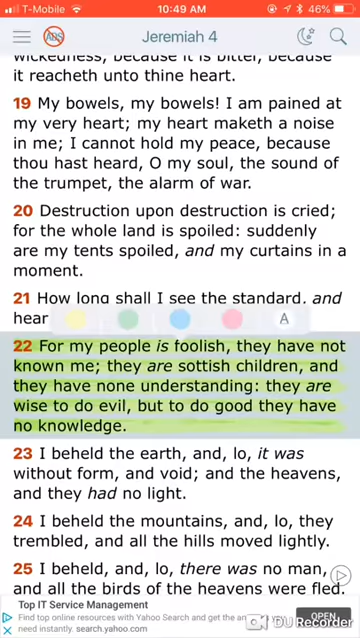 T-Mobile 10:49 AM 46%
ADS Jeremiah 4
wickedness, because it is bitter, because
it reacheth unto thine heart.
19 My bowels, my bowels! I am pained at
my very heart; my heart maketh a noise
in me; I cannot hold my peace, because
thou hast heard, O my soul, the sound of
the trumpet, the alarm of war.
20 Destruction upon destruction is cried;
for the whole land is spoiled: suddenly
are my tents spoiled, and my curtains in a
moment.
21 How long shall I see the standard, and
hear
A
22 For my people is foolish, they have not
known me; they are sottish children, and
they have none understanding: they are
wise to do evil, but to do good they have
no knowledge.
23 I beheld the earth, and, lo, it was
without form, and void; and the heavens,
and they had no light.
24 I beheld the mountains, and, lo, they
trembled, and all the hills moved lightly.
25 I beheld, and, lo, there was no man,
and all the birds of the heavens were fled.
Top IT Service Management
Find top online resources with Yahoo Search and get the
need instantly. search.yahoo.com
OPEN
DU Recorder